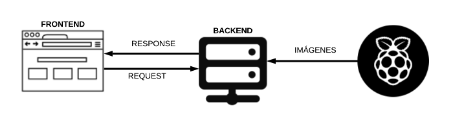 FRONTEND
BACKEND
RESPONSE
IMÁGENES
REQUEST